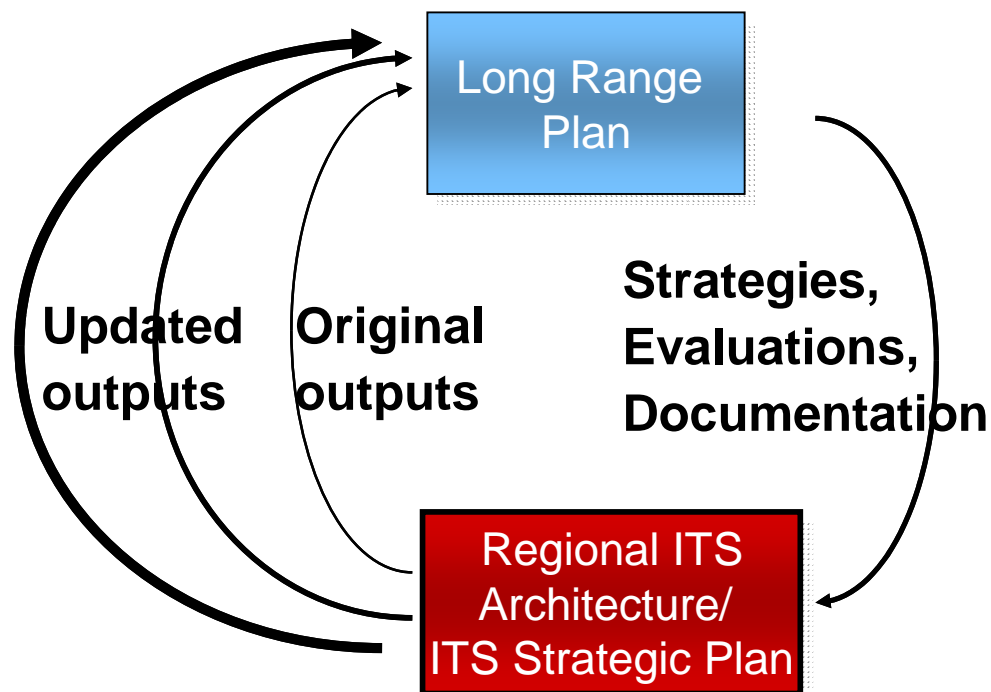 Long Range
Plan
Updated
outputs
Original
outputs
Strategies,
Evaluations,
Documentation
Regional ITS
Architecture/
ITS Strategic Plan